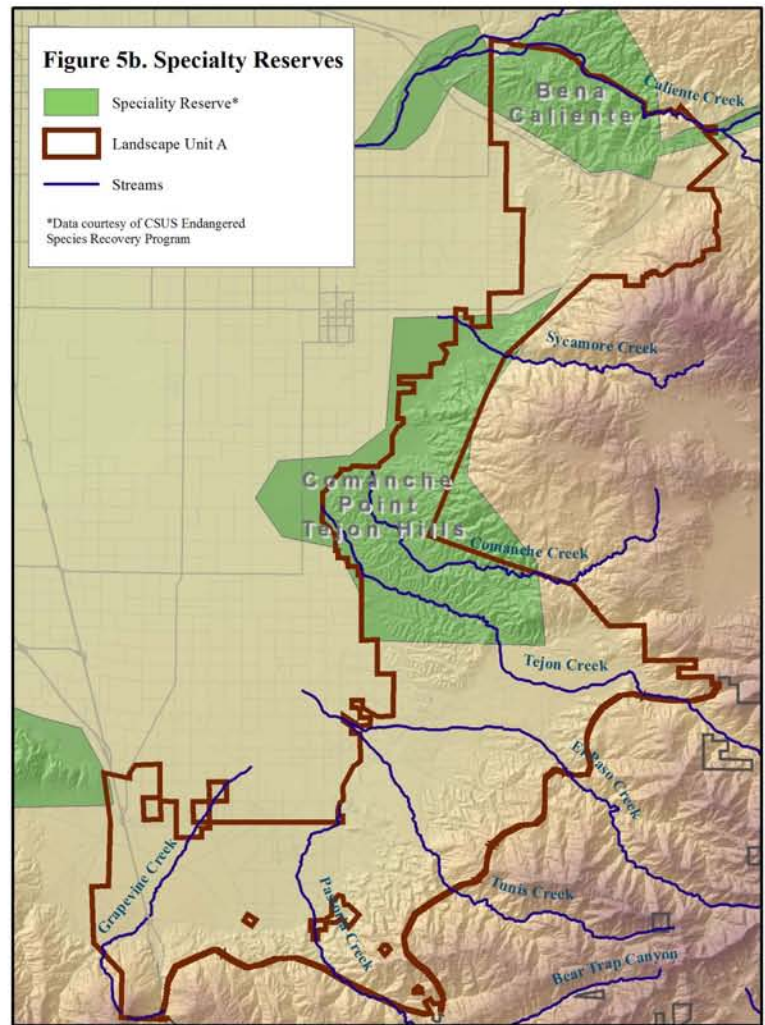 Figure 5b. Specialty Reserves
Speciality Reserve*
Landscape Unit A
Streams
*Data courtesy of CSUS Endangered
Species Recovery Program
Bena
Caliente
Caliente Creek
Sycamore Creek
Comanche
Point
Tejon Hills
Comanche Creek
Tejon Creek
El Paso Creek
Grapevine Creek
Pastoria Creek
Tunis Creek
Bear Trap Canyon